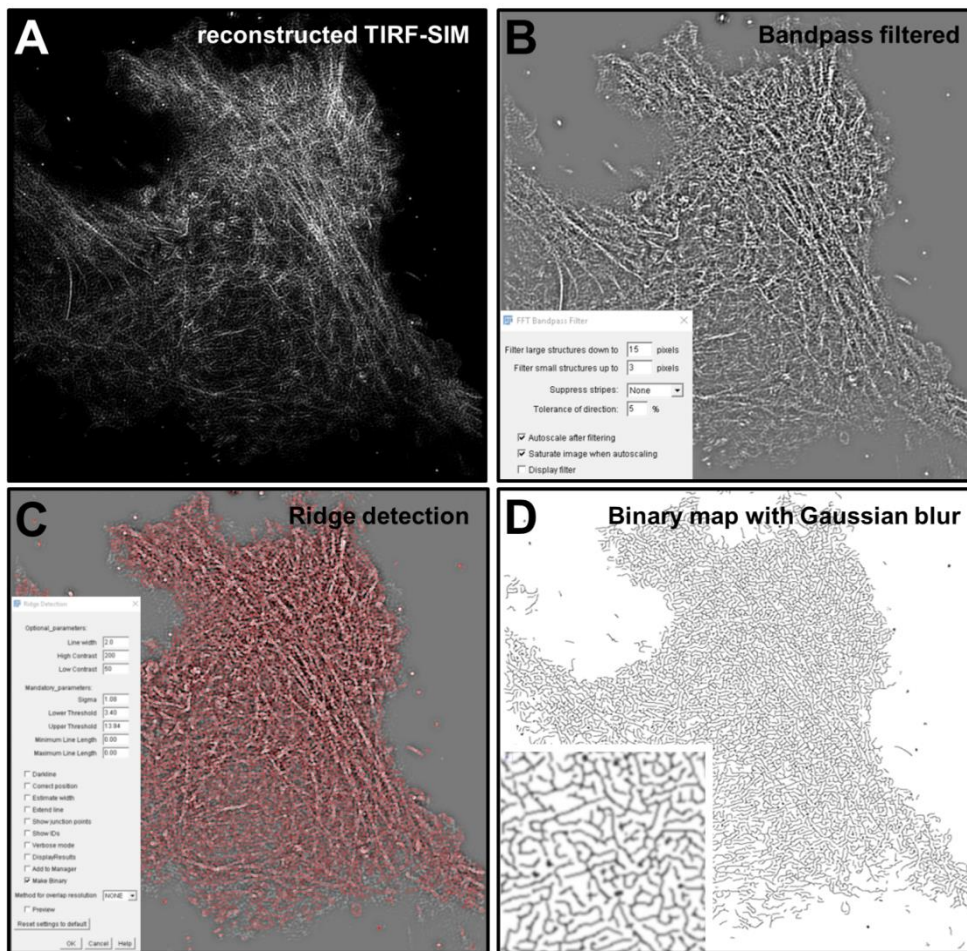 A
reconstructed TIRF-SIM
B
Bandpass filtered
FFT Bandpass Filter
Filter large structures down to 15 pixels
Filter small structures up to 3 pixels
Suppress stripes: None
Tolerance of direction: 5 %
Autoscale after filtering
Saturate image when autoscaling
Display filter
C
Ridge detection
Ridge Detection
Optional_parameters:
Line width 2.0
High Contrast 200
Low Contrast 50
Mandatory_parameters:
Sigma 1.08
Lower Threshold 3.40
Upper Threshold 13.94
Minimum Line Length 0.00
Maximum Line Length 0.00
Darkline
Correct position
Estimate width
Extend line
Show junction points
Show IDs
Verbose mode
DisplayResults
Add to Manager
Make Binary
Method for overlap resolution NONE
Preview
Reset settings to default
OK Cancel Help
D
Binary map with Gaussian blur